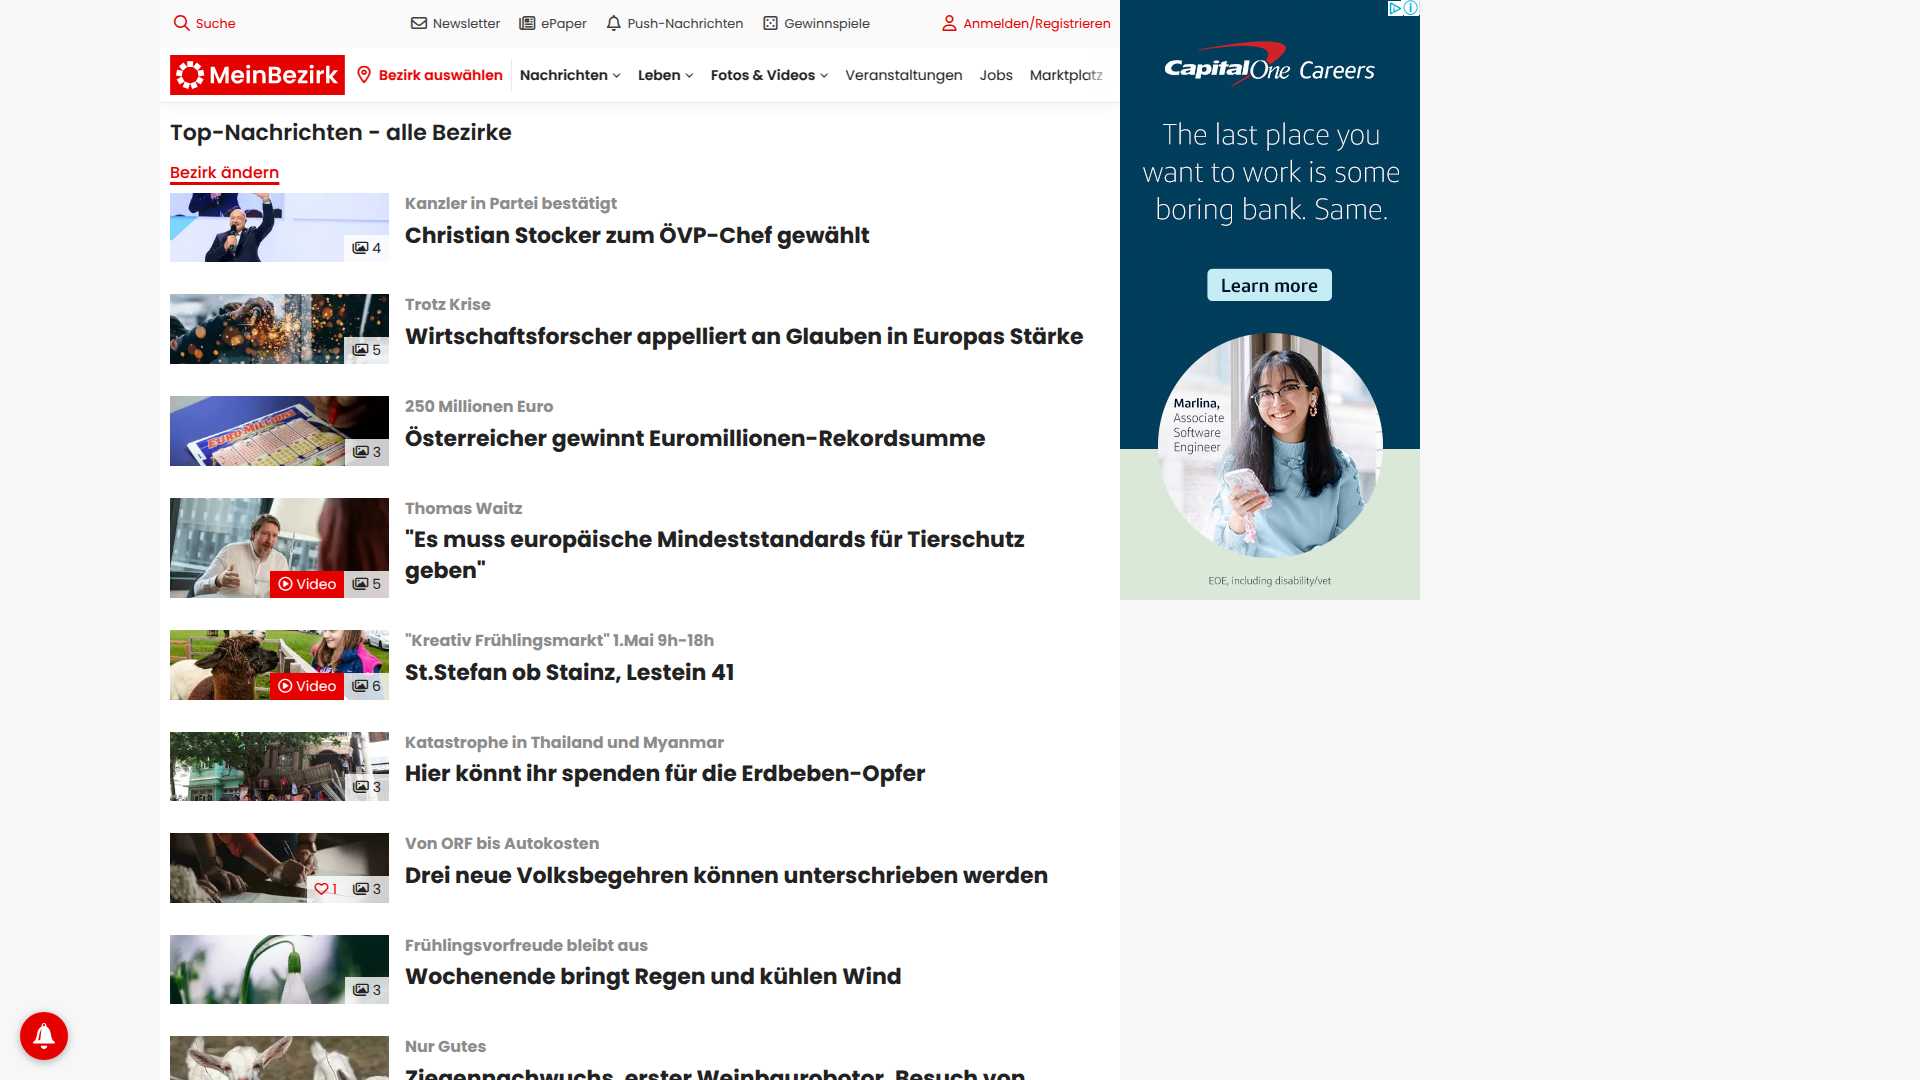 Suche
Newsletter
ePaper
Push-Nachrichten
Gewinnspiele
Anmelden/Registrieren
MeinBezirk
Bezirk auswählen
Nachrichten
Leben
Fotos & Videos
Veranstaltungen
Jobs
Marktplatz
Top-Nachrichten - alle Bezirke
Bezirk ändern
4
Kanzler in Partei bestätigt
Christian Stocker zum ÖVP-Chef gewählt
5
Trotz Krise
Wirtschaftsforscher appelliert an Glauben in Europas Stärke
EUROMILLIONEN
3
250 Millionen Euro
Österreicher gewinnt Euromillionen-Rekordsumme
Video 5
Thomas Waitz
"Es muss europäische Mindeststandards für Tierschutz
geben"
Video 6
"Kreativ Frühlingsmarkt" 1.Mai 9h-18h
St.Stefan ob Stainz, Lestein 41
3
Katastrophe in Thailand und Myanmar
Hier könnt ihr spenden für die Erdbeben-Opfer
1 3
Von ORF bis Autokosten
Drei neue Volksbegehren können unterschrieben werden
3
Frühlingsvorfreude bleibt aus
Wochenende bringt Regen und kühlen Wind
Nur Gutes
Ziegennachwuchs, erster Weinbauroboter, Besuch von
CapitalOne Careers
The last place you
want to work is some
boring bank. Same.
Learn more
Marlina,
Associate
Software
Engineer
EOE, including disability/vet